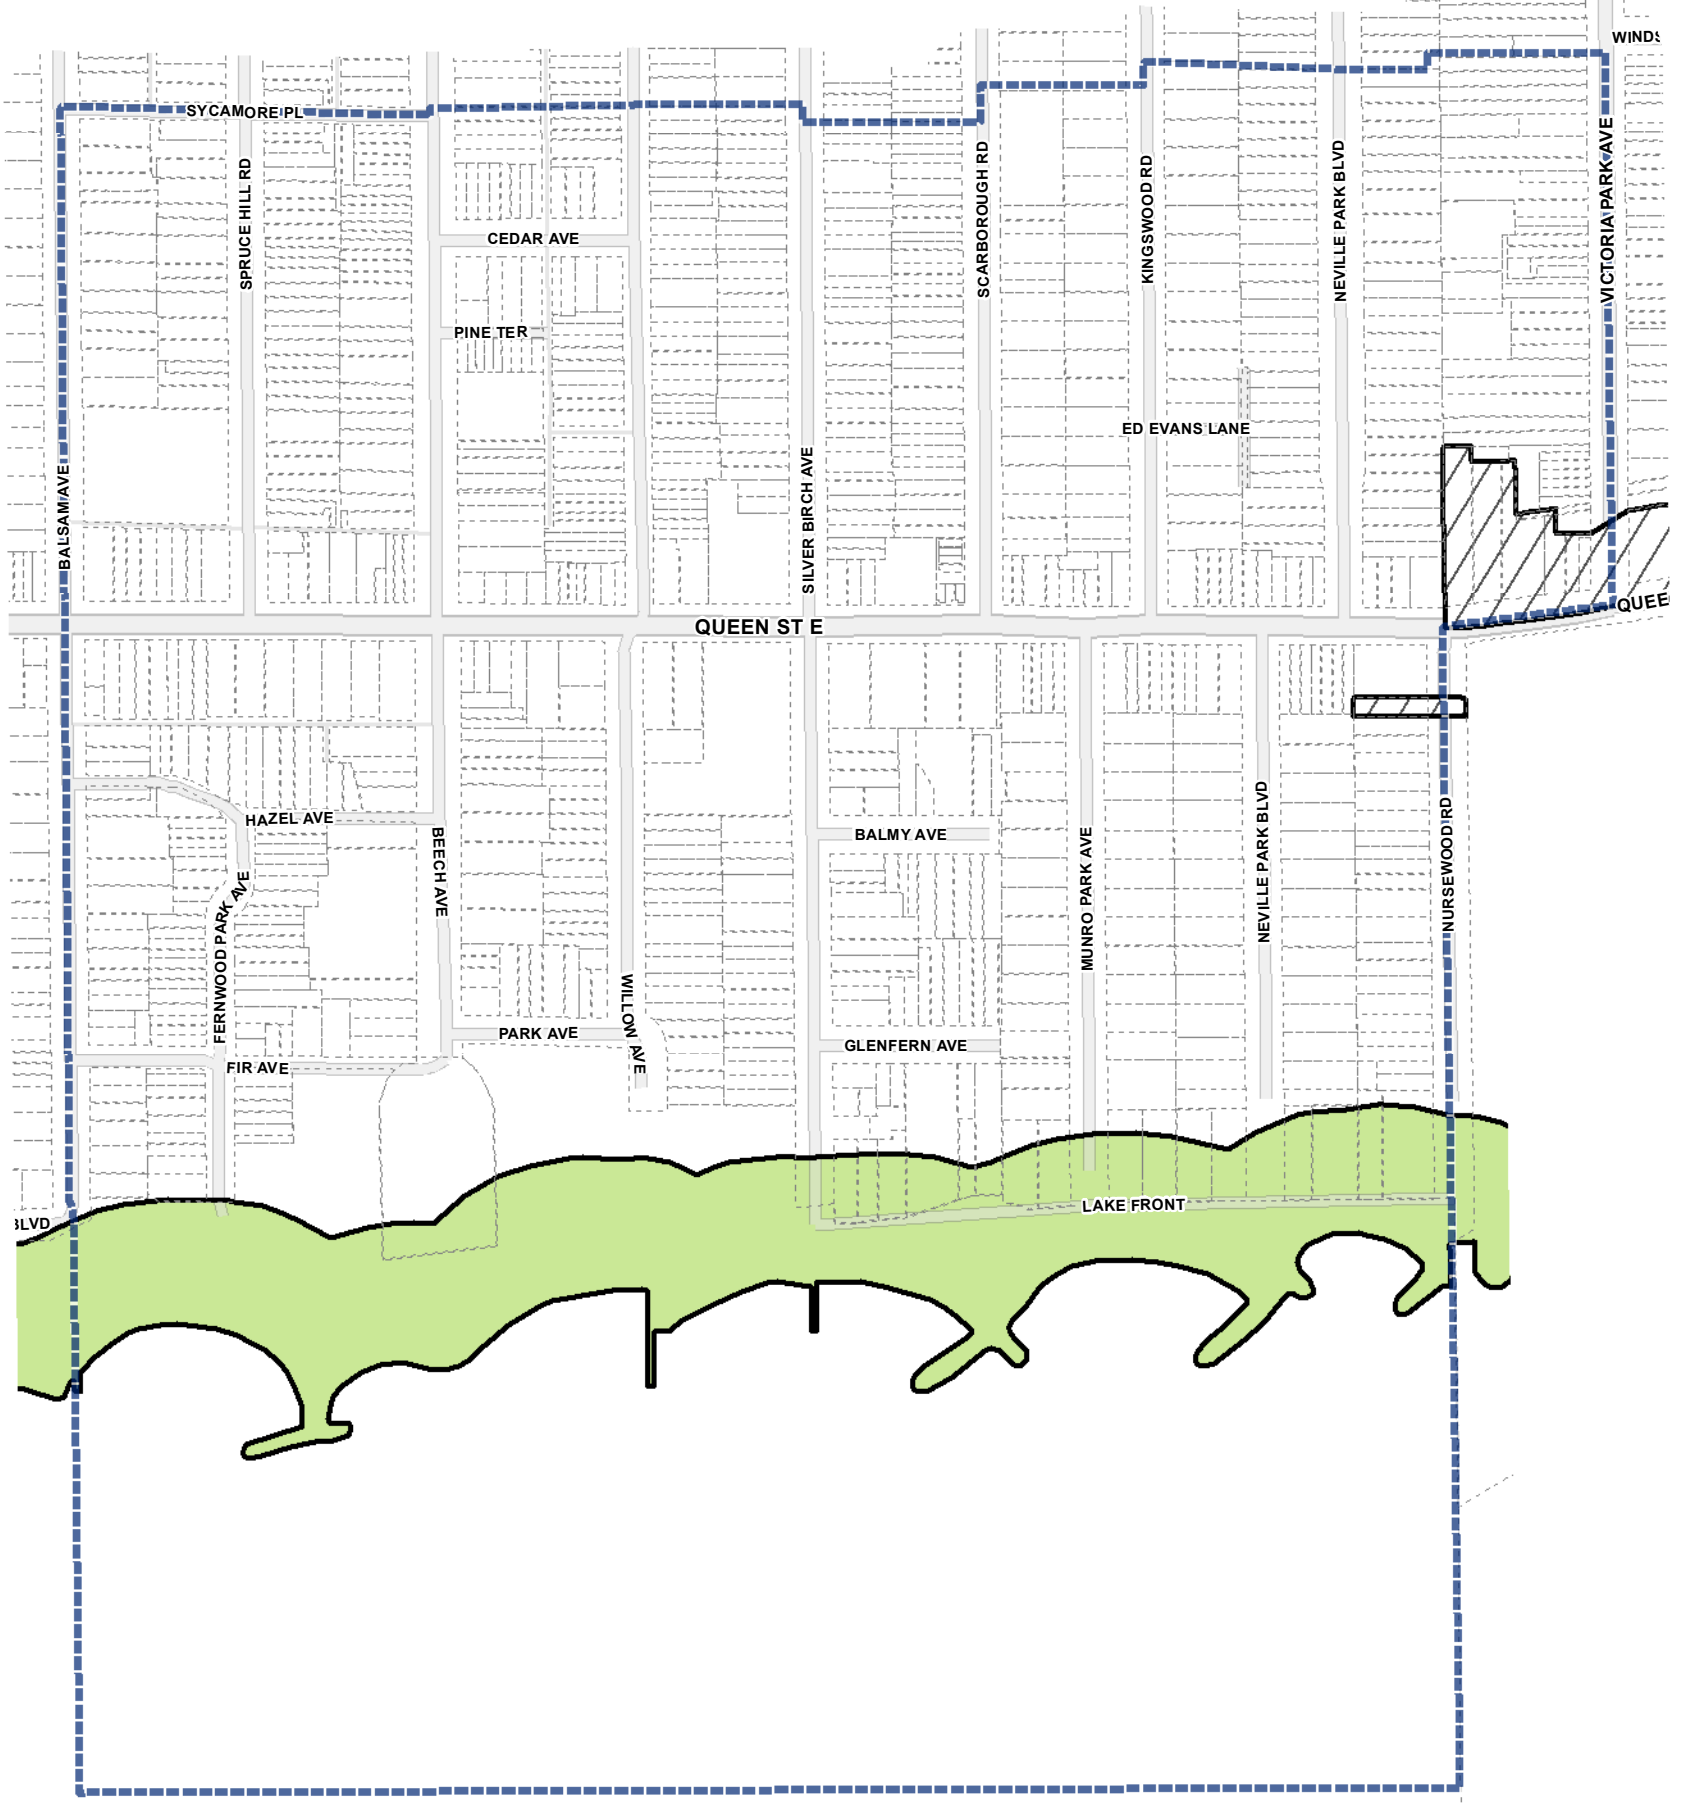 WINDS
SYCAMORE PL
SPRUCE HILL RD
SCARBOROUGH RD
KINGSWOOD RD
NEVILLE PARK BLVD
VICTORIA PARK AVE
CEDAR AVE
PINE TER
ED EVANS LANE
BALSAM AVE
SILVER BIRCH AVE
QUEE
QUEEN ST E
HAZEL AVE
BEECH AVE
BALMY AVE
MUNRO PARK AVE
NEVILLE PARK BLVD
NURSEWOOD RD
FERNWOOD PARK AVE
WILLOW AVE
PARK AVE
GLENFERN AVE
FIR AVE
LAKE FRONT
BLVD